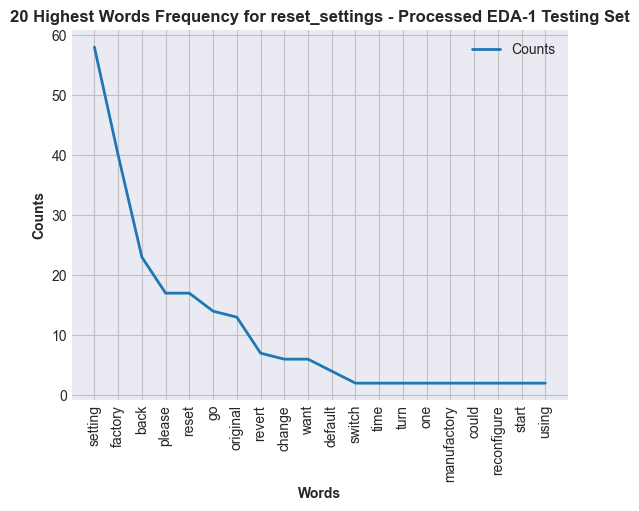 20 Highest Words Frequency for reset_settings - Processed EDA-1 Testing Set
Counts
60
50
40
30
20
10
0
Counts
setting
factory
back
please
reset
go
original
revert
change
want
default
switch
time
turn
one
manufactory
could
reconfigure
start
using
Words